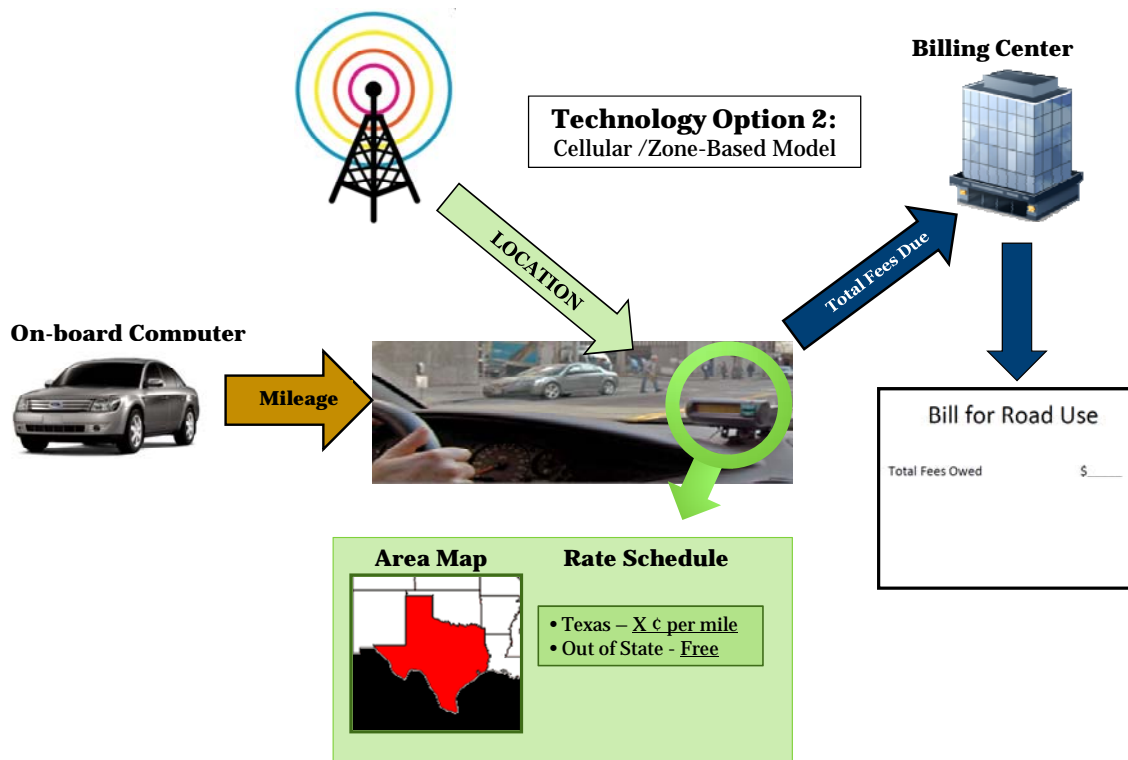 Billing Center
Technology Option 2:
Cellular /Zone-Based Model
LOCATION
Total Fees Due
On-board Computer
Mileage
Bill for Road Use
Total Fees Owed $_____
Area Map
Rate Schedule
• Texas – X ¢ per mile
• Out of State - Free